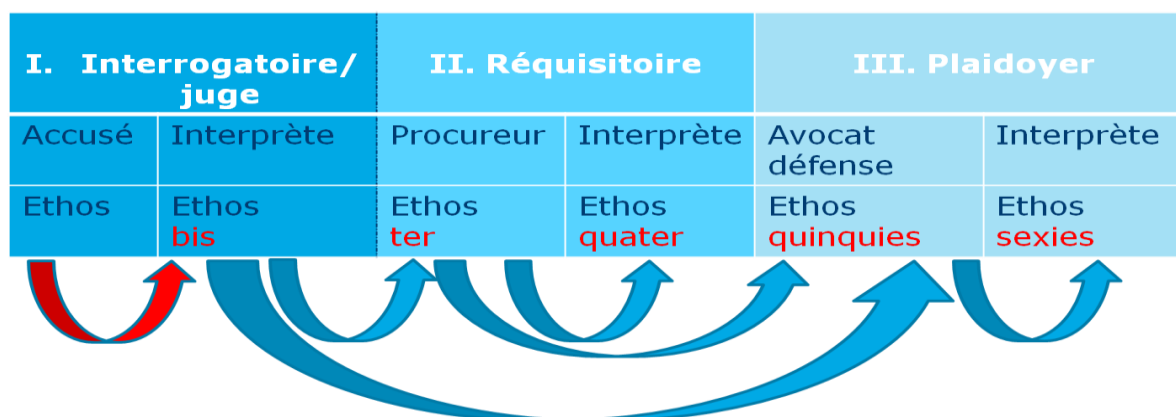 I. Interrogatoire/
juge
II. Réquisitoire
III. Plaidoyer
Accusé
Interprète
Procureur
Interprète
Avocat
défense
Interprète
Ethos
Ethos
bis
Ethos
ter
Ethos
quater
Ethos
quinquies
Ethos
sexies